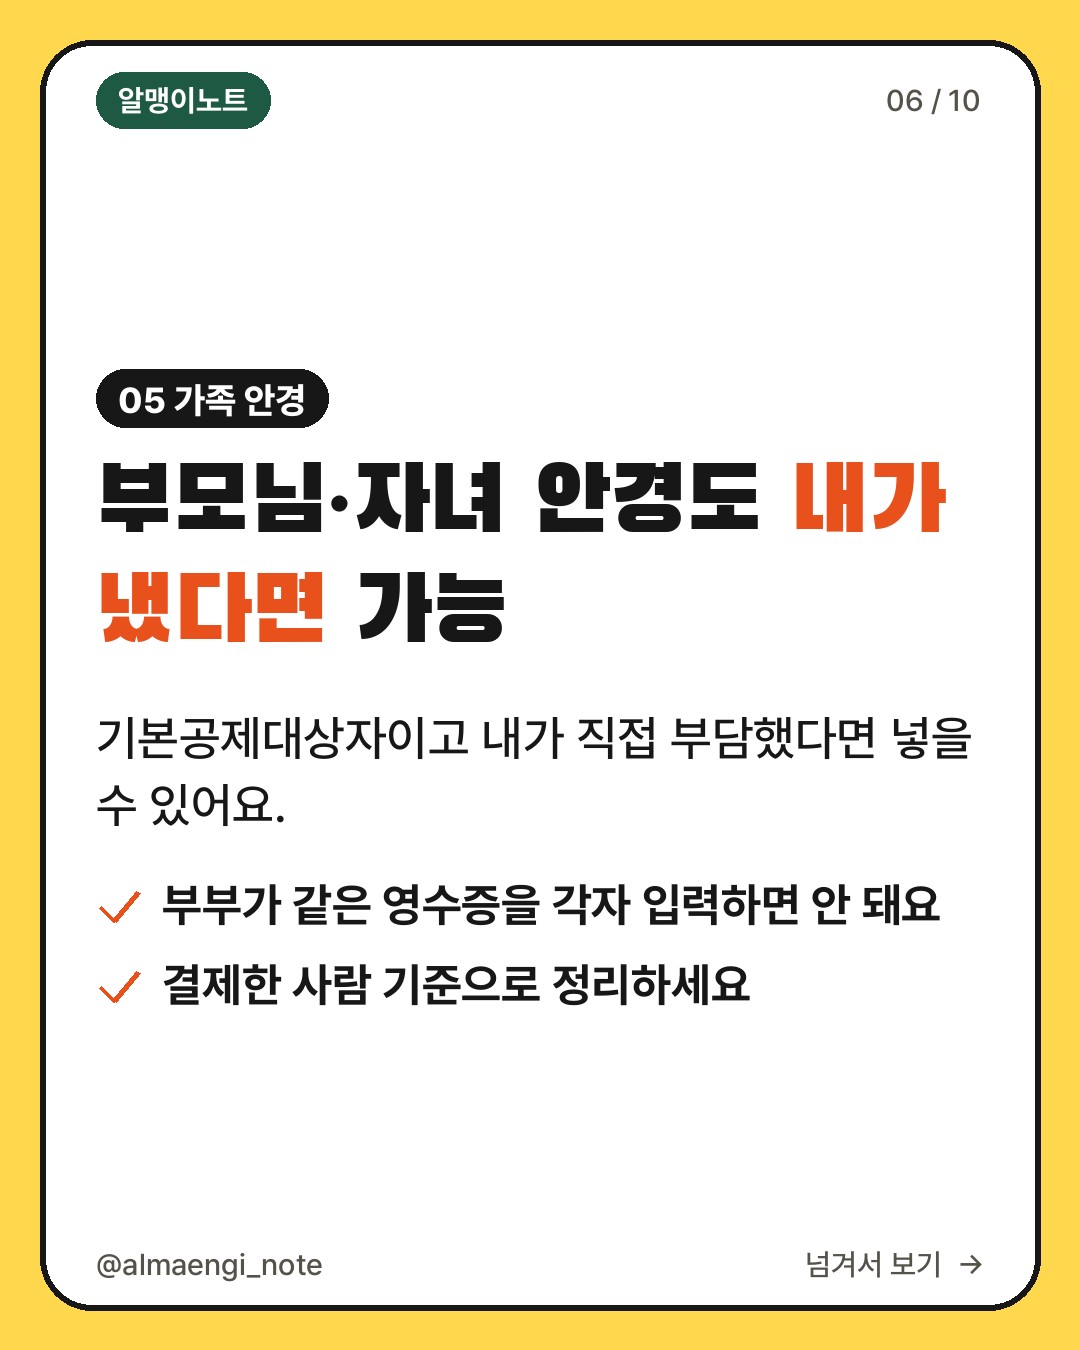 알맹이노트
06 / 10
05 가족 안경
부모님·자녀 안경도 내가
냈다면 가능
기본공제대상자이고 내가 직접 부담했다면 넣을
수 있어요.
부부가 같은 영수증을 각자 입력하면 안 돼요
결제한 사람 기준으로 정리하세요
@almaengi_note
넘겨서 보기 →